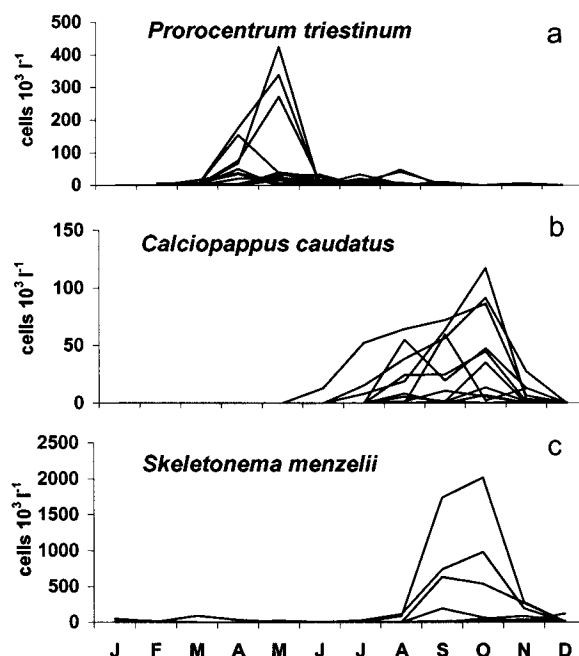 Prorocentrum triestinum
a
cells 10³ l⁻¹
500
400
300
200
100
0
Calciopappus caudatus
b
cells 10³ l⁻¹
150
100
50
0
Skeletonema menzelii
c
cells 10³ l⁻¹
2500
2000
1500
1000
500
0
J F M A M J J A S O N D